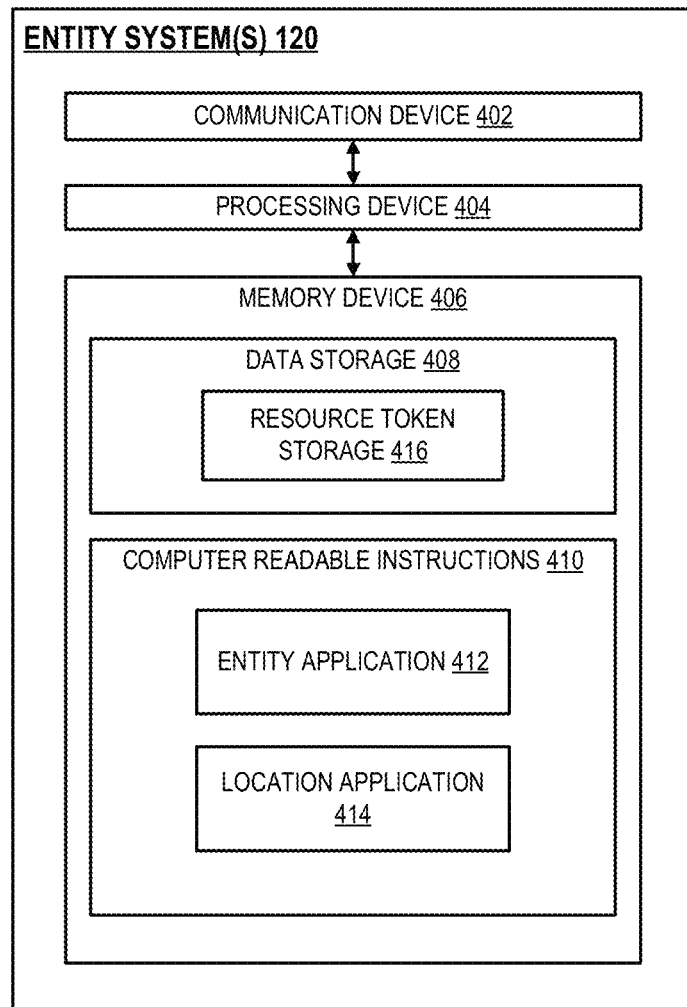 ENTITY SYSTEM(S) 120
COMMUNICATION DEVICE 402
PROCESSING DEVICE 404
MEMORY DEVICE 406
DATA STORAGE 408
RESOURCE TOKEN
STORAGE 416
COMPUTER READABLE INSTRUCTIONS 410
ENTITY APPLICATION 412
LOCATION APPLICATION
414